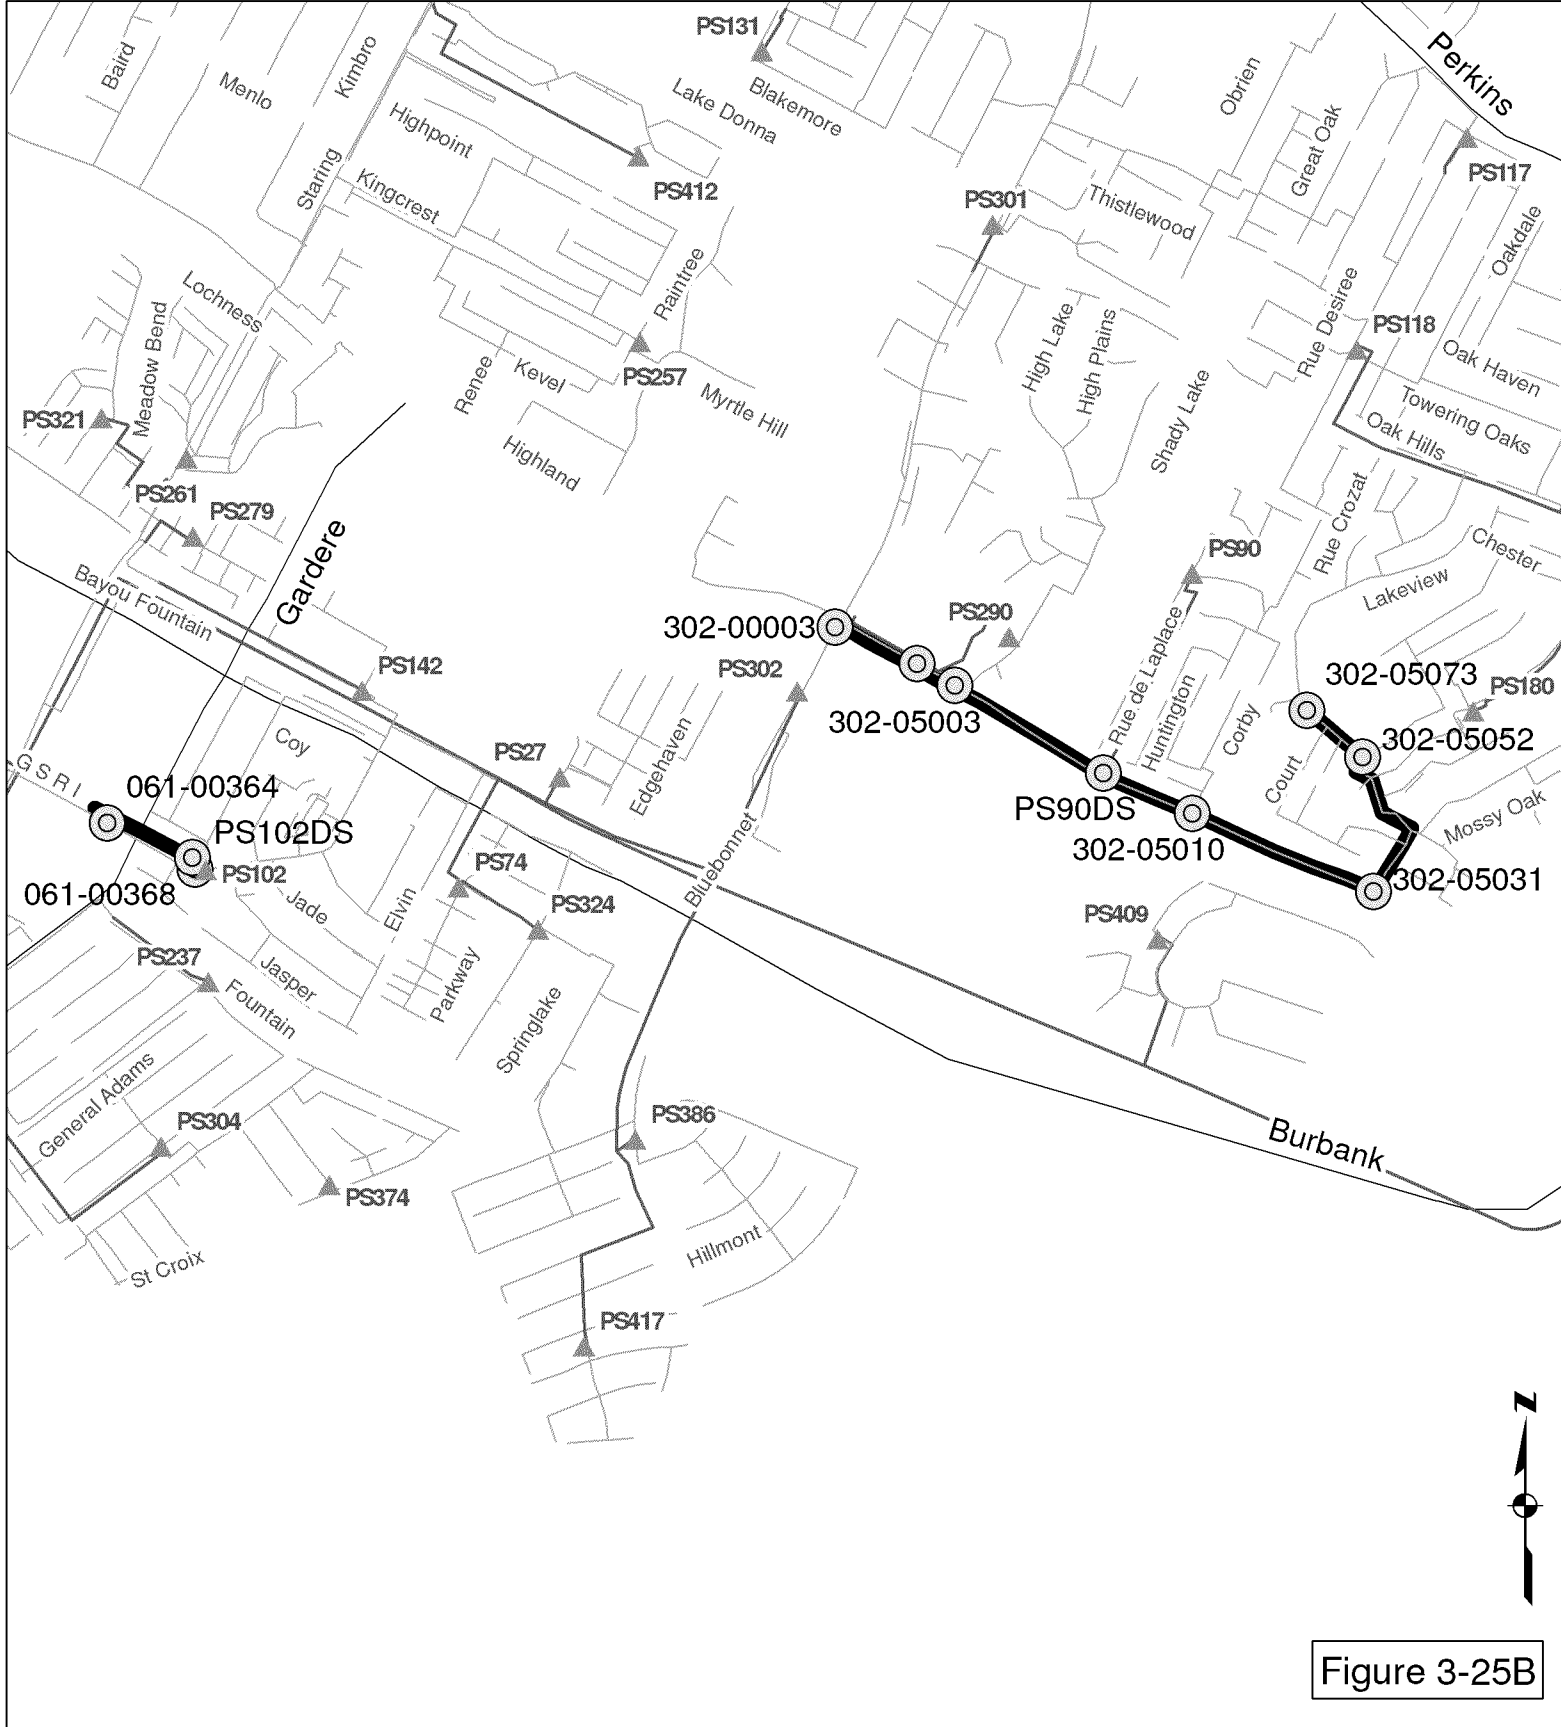 PS131
Perkins
Baird
Menlo
Kimbro
Highpoint
Lake Donna
Blakemore
Obrien
Great Oak
PS117
Staring
Kingcrest
PS412
PS301
Thistlewood
Oakdale
Lochness
Raintree
Meadow Bend
Rue Desiree
PS118
High Lake
High Plains
Oak Haven
Renee
Kevel
PS257
Myrtle Hill
Shady Lake
Towering Oaks
Oak Hills
PS321
Highland
PS261
PS279
Rue Crozat
Chester
Gardere
PS90
Lakeview
Bayou Fountain
302-00003
PS290
PS142
PS302
Rue de Laplace
302-05073
PS180
302-05003
Huntington
Corby
302-05052
Coy
PS27
Edgehaven
Court
GSRI
061-00364
PS90DS
Mossy Oak
PS102DS
302-05010
Bluebonnet
PS102
PS74
302-05031
061-00368
Jade
Elvin
PS324
PS409
PS237
Jasper
Parkway
Fountain
Springlake
General Adams
PS304
PS386
Burbank
PS374
St Croix
Hillmont
PS417
Z
Figure 3-25B